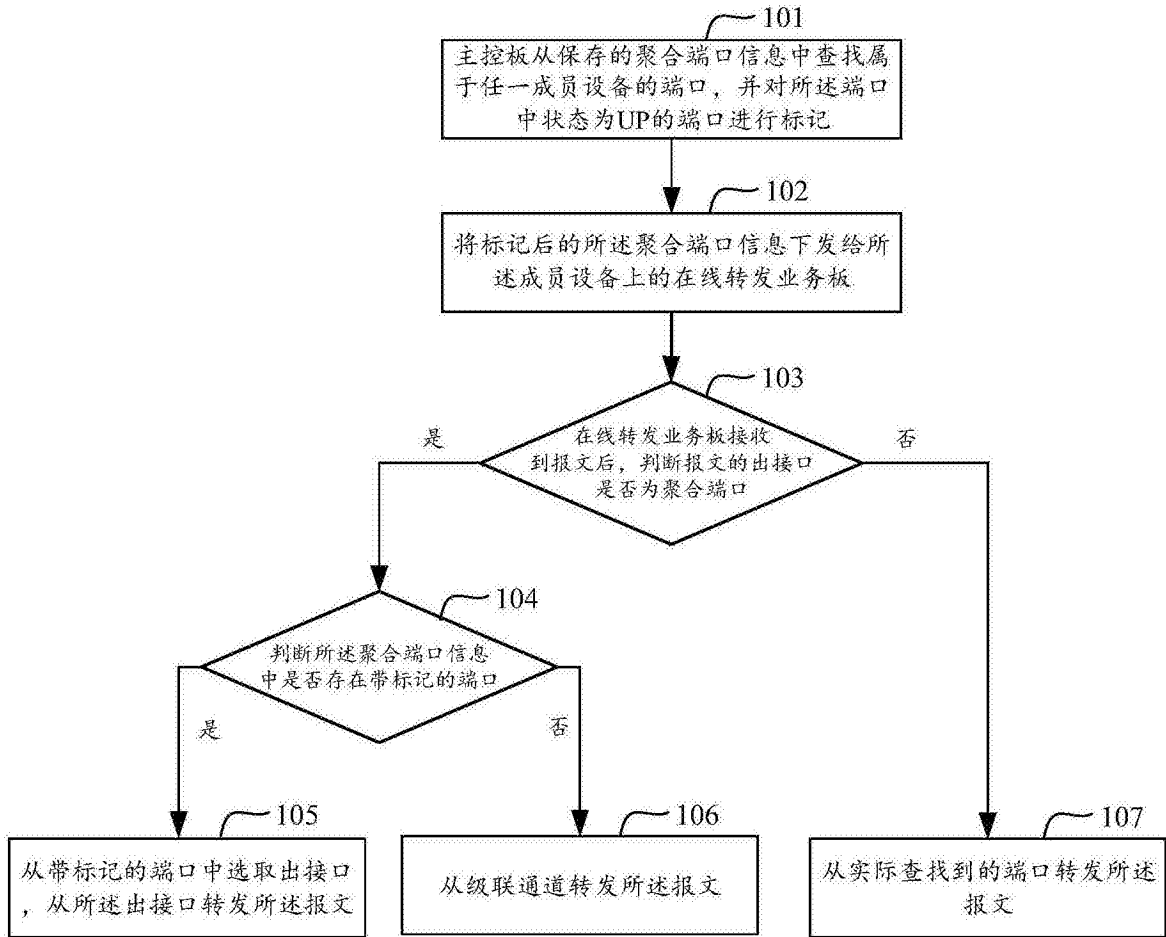 101
主控板从保存的聚合端口信息中查找属
于任一成员设备的端口，并对所述端口
中状态为UP的端口进行标记
102
将标记后的所述聚合端口信息下发给所
述成员设备上的在线转发业务板
103
是
在线转发业务板接收
到报文后，判断报文的出接口
是否为聚合端口
否
104
判断所述聚合端口信息
中是否存在带标记的端口
是
否
105
从带标记的端口中选取出接口
，从所述出接口转发所述报文
106
从级联通道转发所述报文
107
从实际查找到的端口转发所述
报文